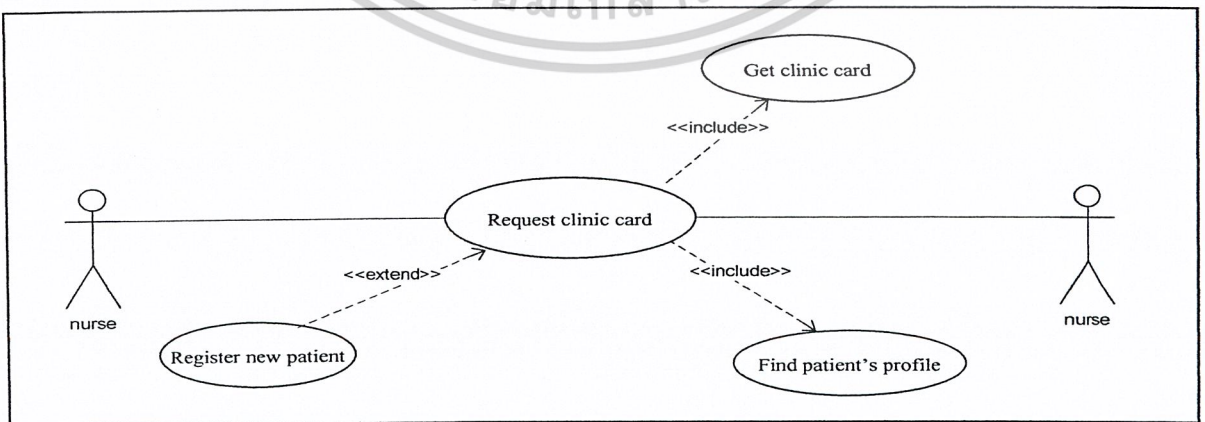 Get clinic card
<<include>>
Request clinic card
<<extend>>
<<include>>
nurse
nurse
Register new patient
Find patient's profile